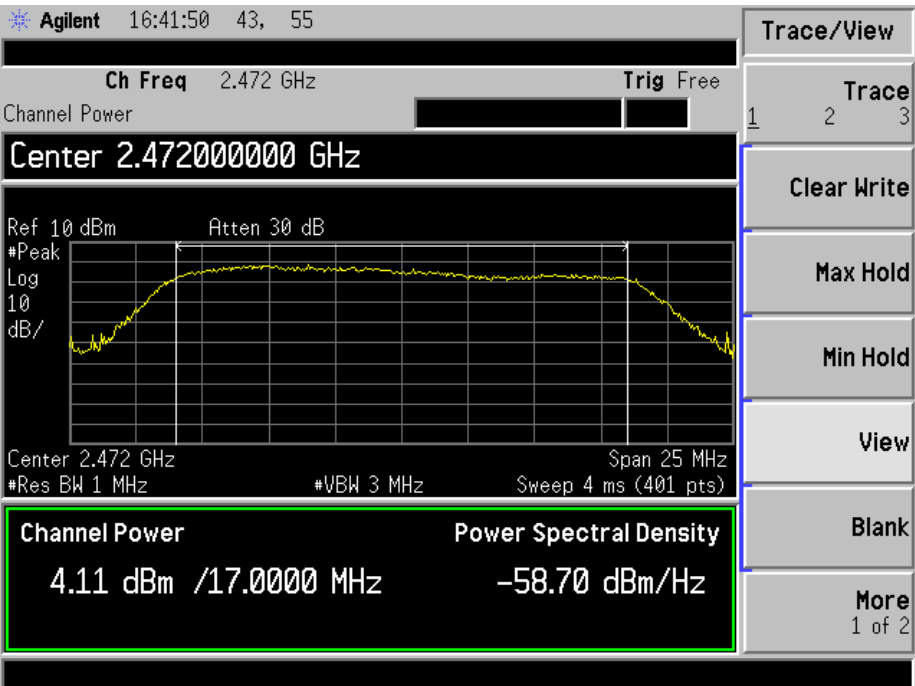 Agilent 16:41:50 43, 55
Trace/View
Ch Freq 2.472 GHz Trig Free
Channel Power
Trace
1 2 3
Center 2.472000000 GHz
Clear Write
Ref 10 dBm Atten 30 dB
#Peak
Log
10
dB/
Max Hold
Min Hold
View
Center 2.472 GHz Span 25 MHz
#Res BW 1 MHz #VBW 3 MHz Sweep 4 ms (401 pts)
Channel Power Power Spectral Density
4.11 dBm /17.0000 MHz -58.70 dBm/Hz
Blank
More
1 of 2